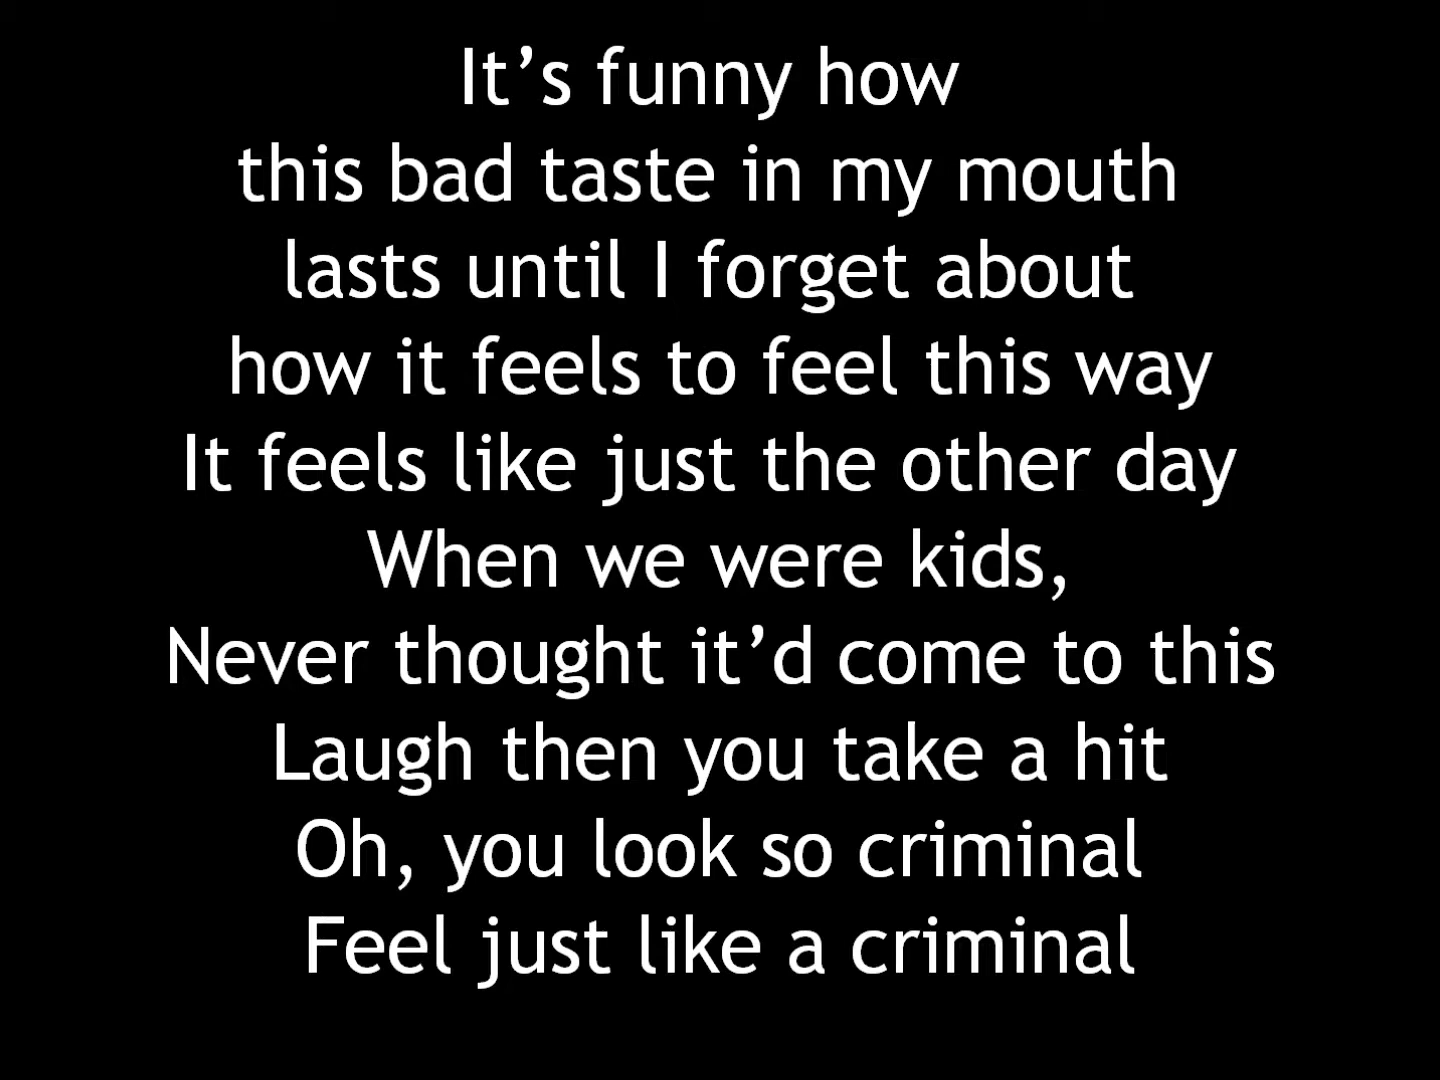 It’s funny how
this bad taste in my mouth
lasts until I forget about
how it feels to feel this way
It feels like just the other day
When we were kids,
Never thought it’d come to this
Laugh then you take a hit
Oh, you look so criminal
Feel just like a criminal